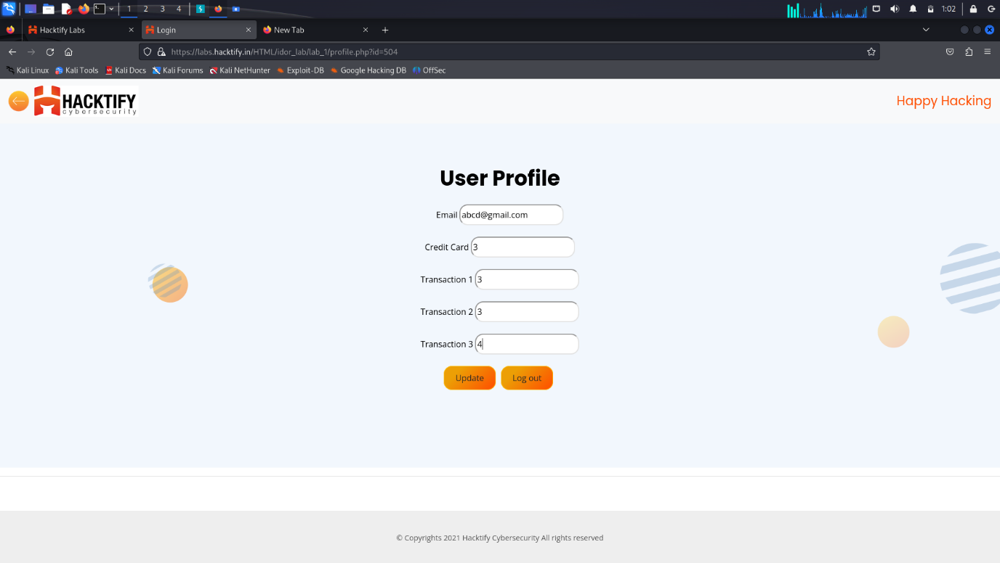 1 2 3 4 1:02
Hacktify Labs Login New Tab
https://labs.hacktify.in/HTML/idor_lab/lab_1/profile.php?id=504
Kali Linux Kali Tools Kali Docs Kali Forums Kali NetHunter Exploit-DB Google Hacking DB OffSec
HACKTIFY
cybersecurity
Happy Hacking
User Profile
Email abcd@gmail.com
Credit Card 3
Transaction 1 3
Transaction 2 3
Transaction 3 4
Update Log out
© Copyrights 2021 Hacktify Cybersecurity All rights reserved